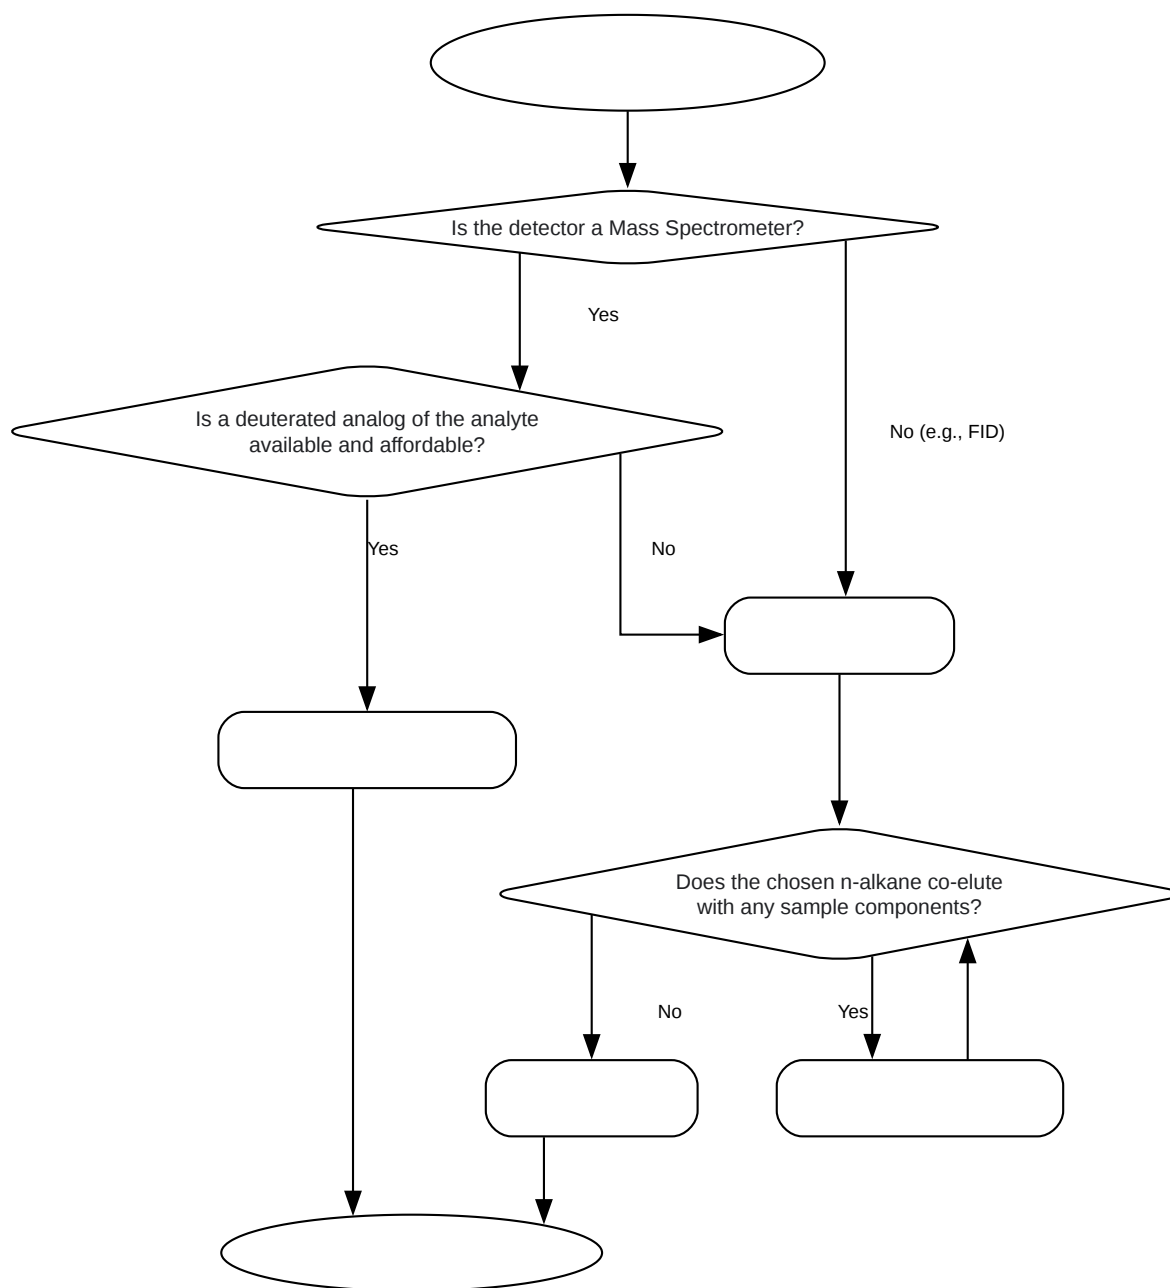 Is the detector a Mass Spectrometer?
Yes
Is a deuterated analog of the analyte
available and affordable?
No (e.g., FID)
Yes
No
Does the chosen n-alkane co-elute
with any sample components?
No
Yes